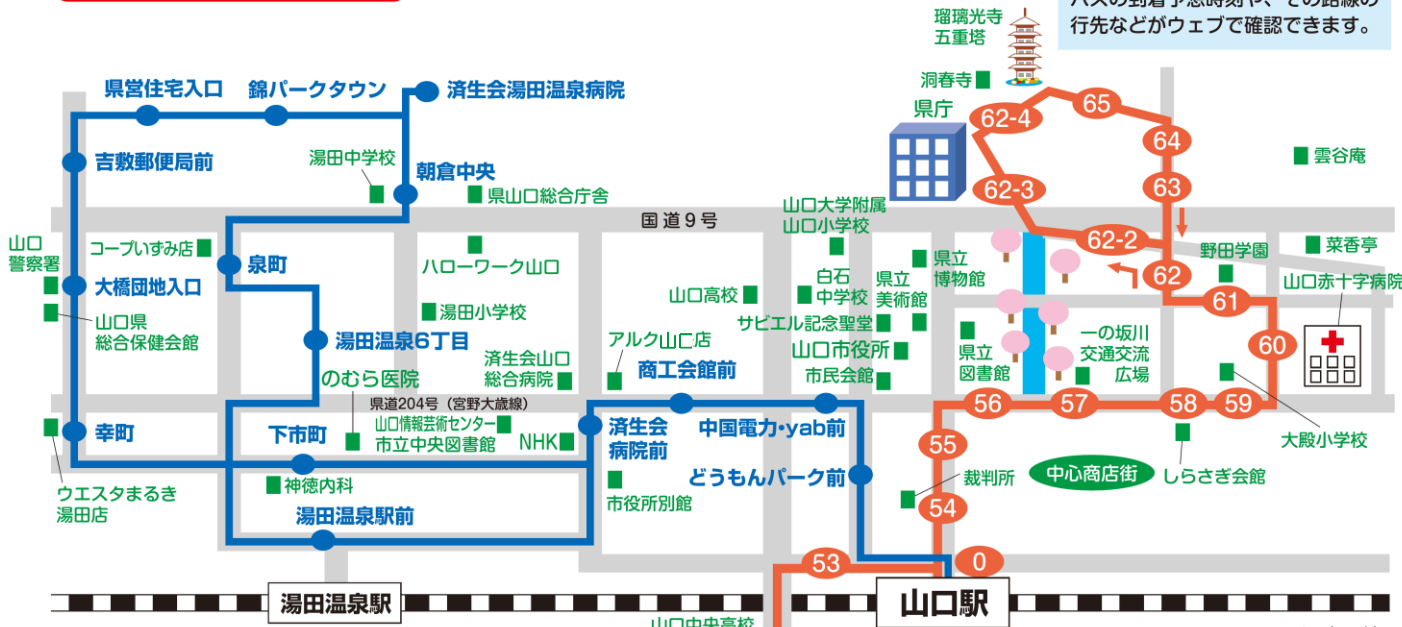 バスの到着予想時刻や、その路線の
行先などがウェブで確認できます。
瑠璃光寺
五重塔
洞春寺
県庁
62-4
65
64
63
62-3
62-2
62
61
60
59
58
57
56
55
54
53
0
雲谷庵
県営住宅入口
錦パークタウン
済生会湯田温泉病院
吉敷郵便局前
湯田中学校
朝倉中央
県山口総合庁舎
国道9号
山口大学附属
山口小学校
山口
警察署
コープいずみ店
泉町
ハローワーク山口
大橋団地入口
山口県
総合保健会館
湯田小学校
湯田温泉6丁目
山口高校
白石
中学校
県立
美術館
県立
博物館
野田学園
菜香亭
山口赤十字病院
サビエル記念聖堂
アルク山口店
山口市役所
市民会館
県立
図書館
一の坂川
交通交流
広場
済生会山口
総合病院
商工会館前
のむら医院
県道204号(宮野大歳線)
山口情報芸術センター
市立中央図書館
NHK
幸町
下市町
済生会
病院前
中国電力・yab前
大殿小学校
どうもんパーク前
裁判所
中心商店街
しらさぎ会館
ウエスタまるき
湯田店
神徳内科
市役所別館
湯田温泉駅前
湯田温泉駅
山口駅
山口中央高校